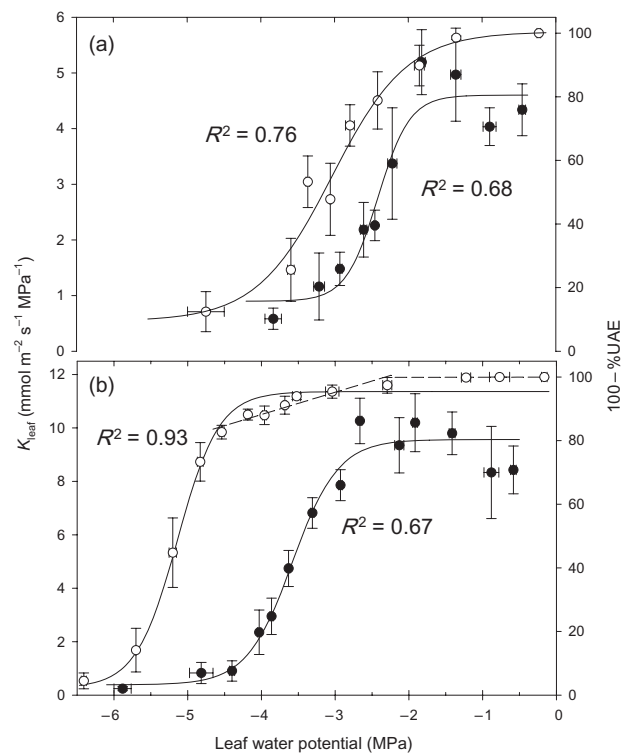 (a)
6
5
4
3
2
1
0
100
80
60
40
20
0
R² = 0.76
R² = 0.68
K_leaf (mmol m⁻² s⁻¹ MPa⁻¹)
100–%UAE
(b)
12
10
8
6
4
2
0
100
80
60
40
20
0
R² = 0.93
R² = 0.67
−6 −5 −4 −3 −2 −1 0
Leaf water potential (MPa)